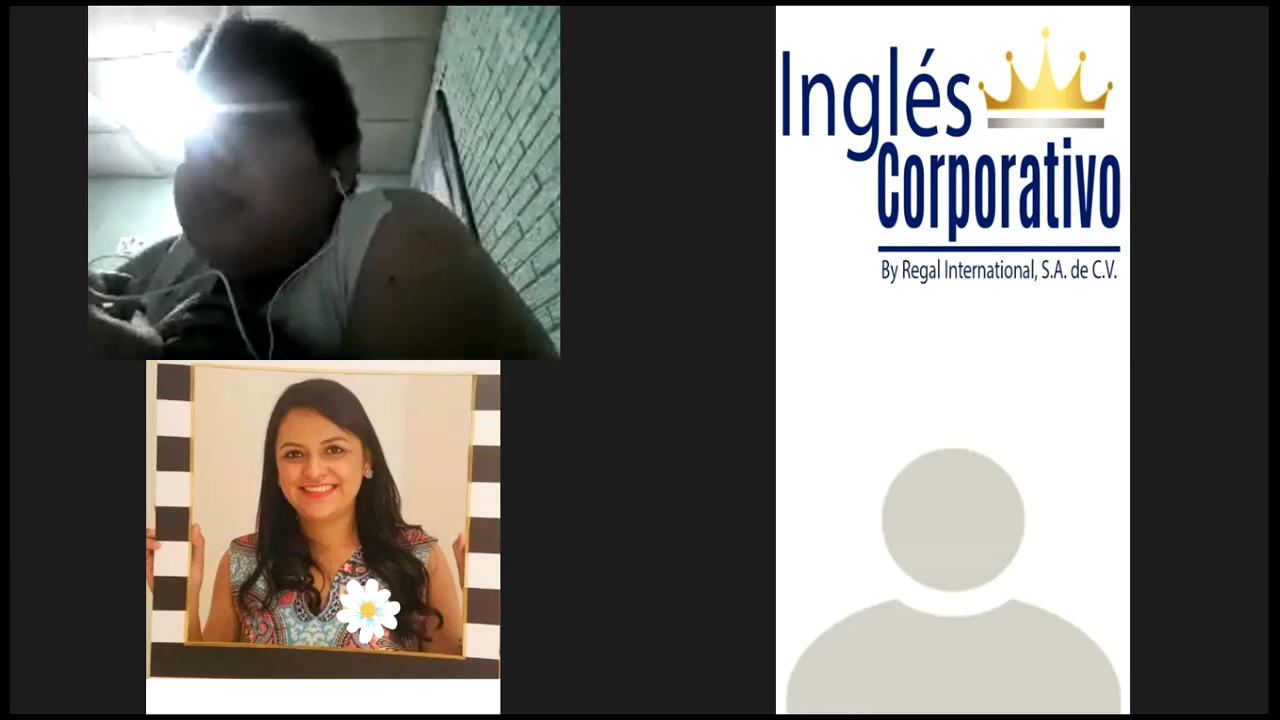 Inglés
Corporativo
By Regal International, S.A. de C.V.